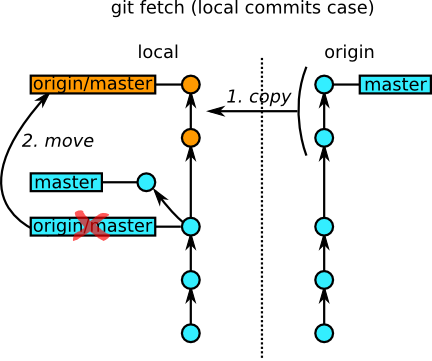 git fetch (local commits case)
local
origin
origin/master
1. copy
master
2. move
master
origin/master